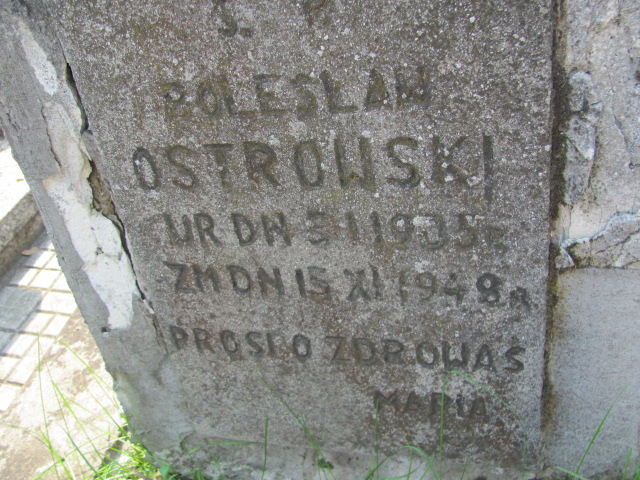 Ś. P.
BOLESŁAW
OSTROWSKI
UR DN 3 I 1935 R
ZM DN 15 XI 1948 R
PROSI O ZDROWAŚ
MARIA